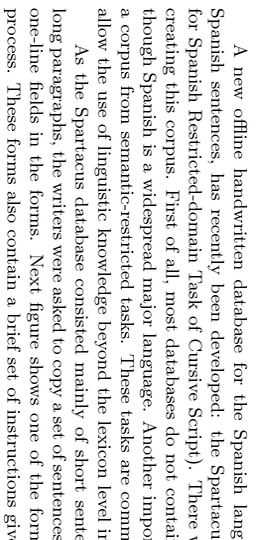 A new offline handwritten database for the Spanish lang
Spanish sentences, has recently been developed: the Spartacu
for Spanish Restricted-domain Task of Cursive Script). There
creating this corpus. First of all, most databases do not contai
though Spanish is a widespread major language. Another impor
a corpus from semantic-restricted tasks. These tasks are comm
allow the use of linguistic knowledge beyond the lexicon level in
As the Spartacus database consisted mainly of short sente
long paragraphs, the writers were asked to copy a set of sentences
one-line fields in the forms. Next figure shows one of the form
process. These forms also contain a brief set of instructions give